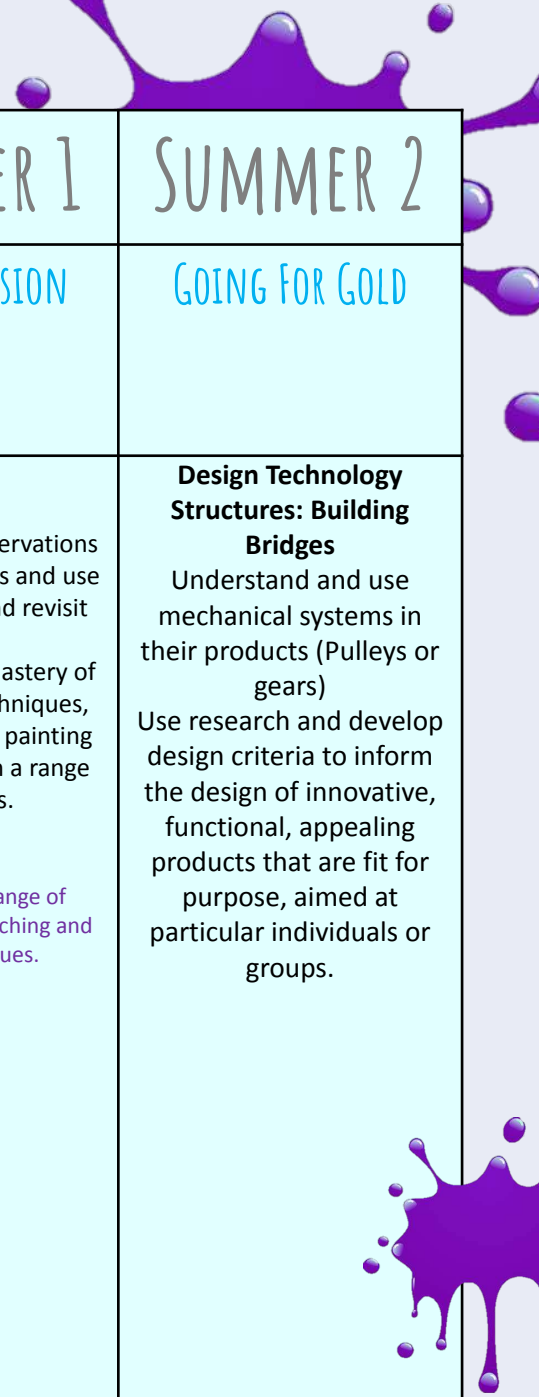 ER 1
SUMMER 2
SION
GOING FOR GOLD
ervations
s and use
nd revisit
astery of
hniques,
painting
n a range
s.
ange of
ching and
ues.
Design Technology
Structures: Building
Bridges
Understand and use
mechanical systems in
their products (Pulleys or
gears)
Use research and develop
design criteria to inform
the design of innovative,
functional, appealing
products that are fit for
purpose, aimed at
particular individuals or
groups.